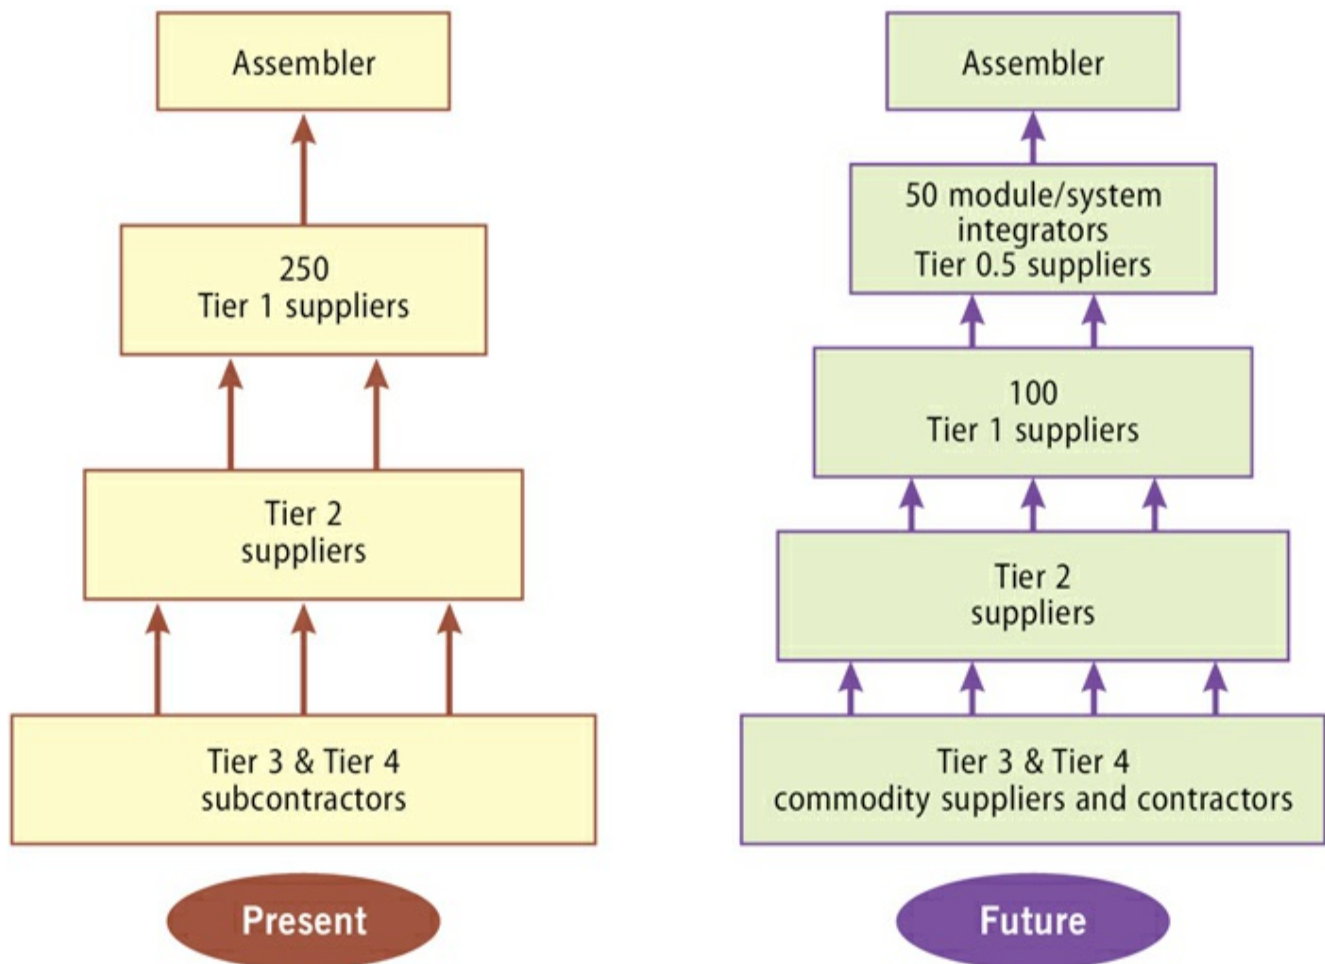 Assembler
250
Tier 1 suppliers
Tier 2
suppliers
Tier 3 & Tier 4
subcontractors
Present
Assembler
50 module/system
integrators
Tier 0.5 suppliers
100
Tier 1 suppliers
Tier 2
suppliers
Tier 3 & Tier 4
commodity suppliers and contractors
Future